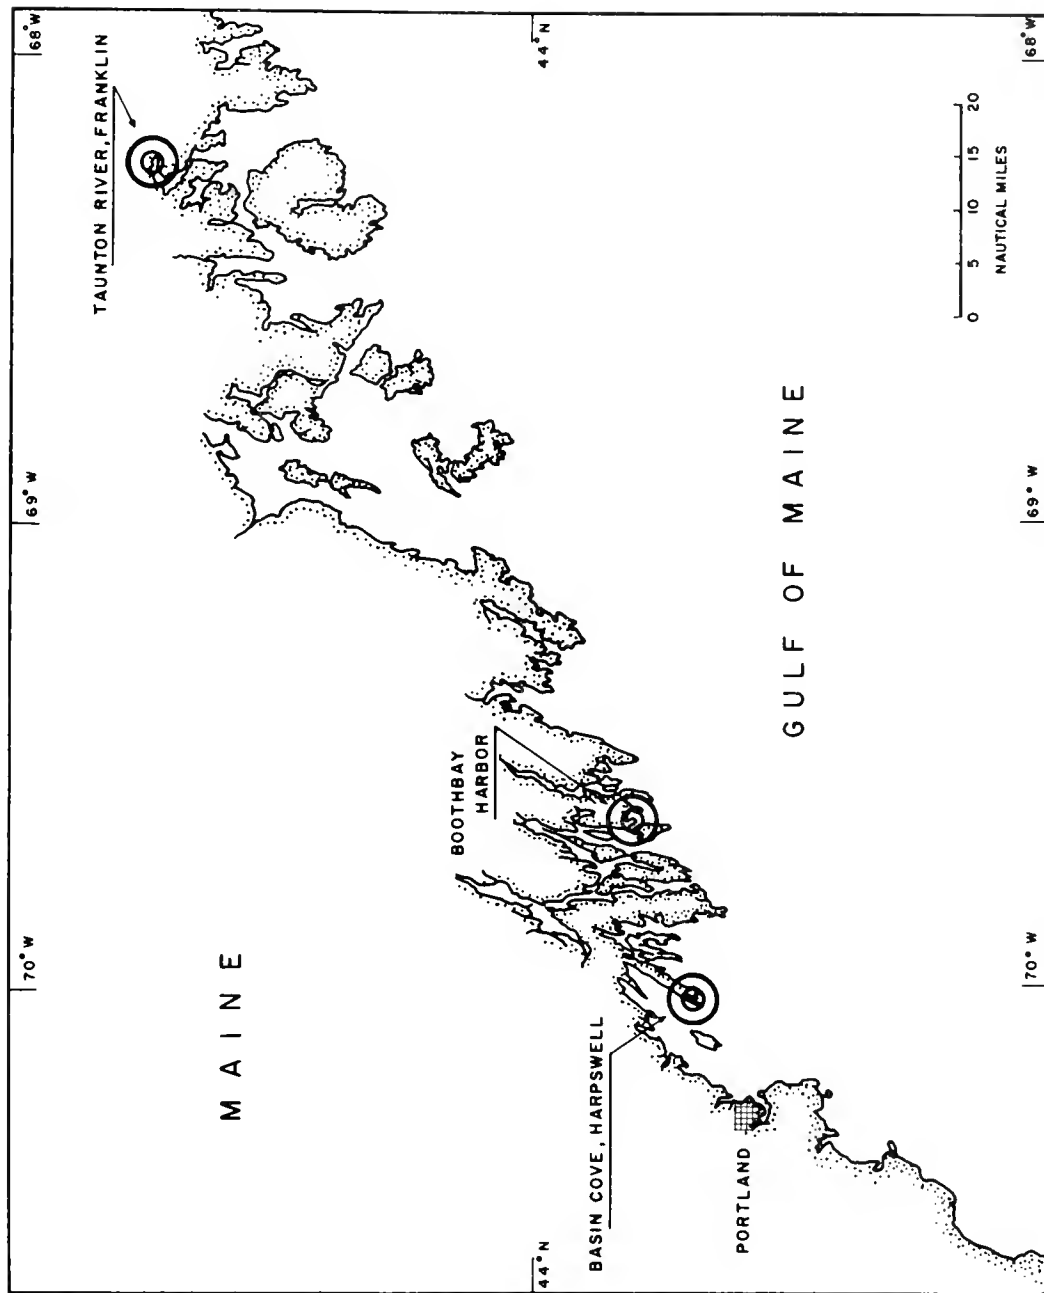 70° W
69° W
68° W
TAUNTON RIVER, FRANKLIN
MAINE
BOOTHBAY
HARBOR
44° N
44° N
BASIN COVE, HARPSWELL
PORTLAND
GULF OF MAINE
0 5 10 15 20
NAUTICAL MILES
70° W
69° W
68° W